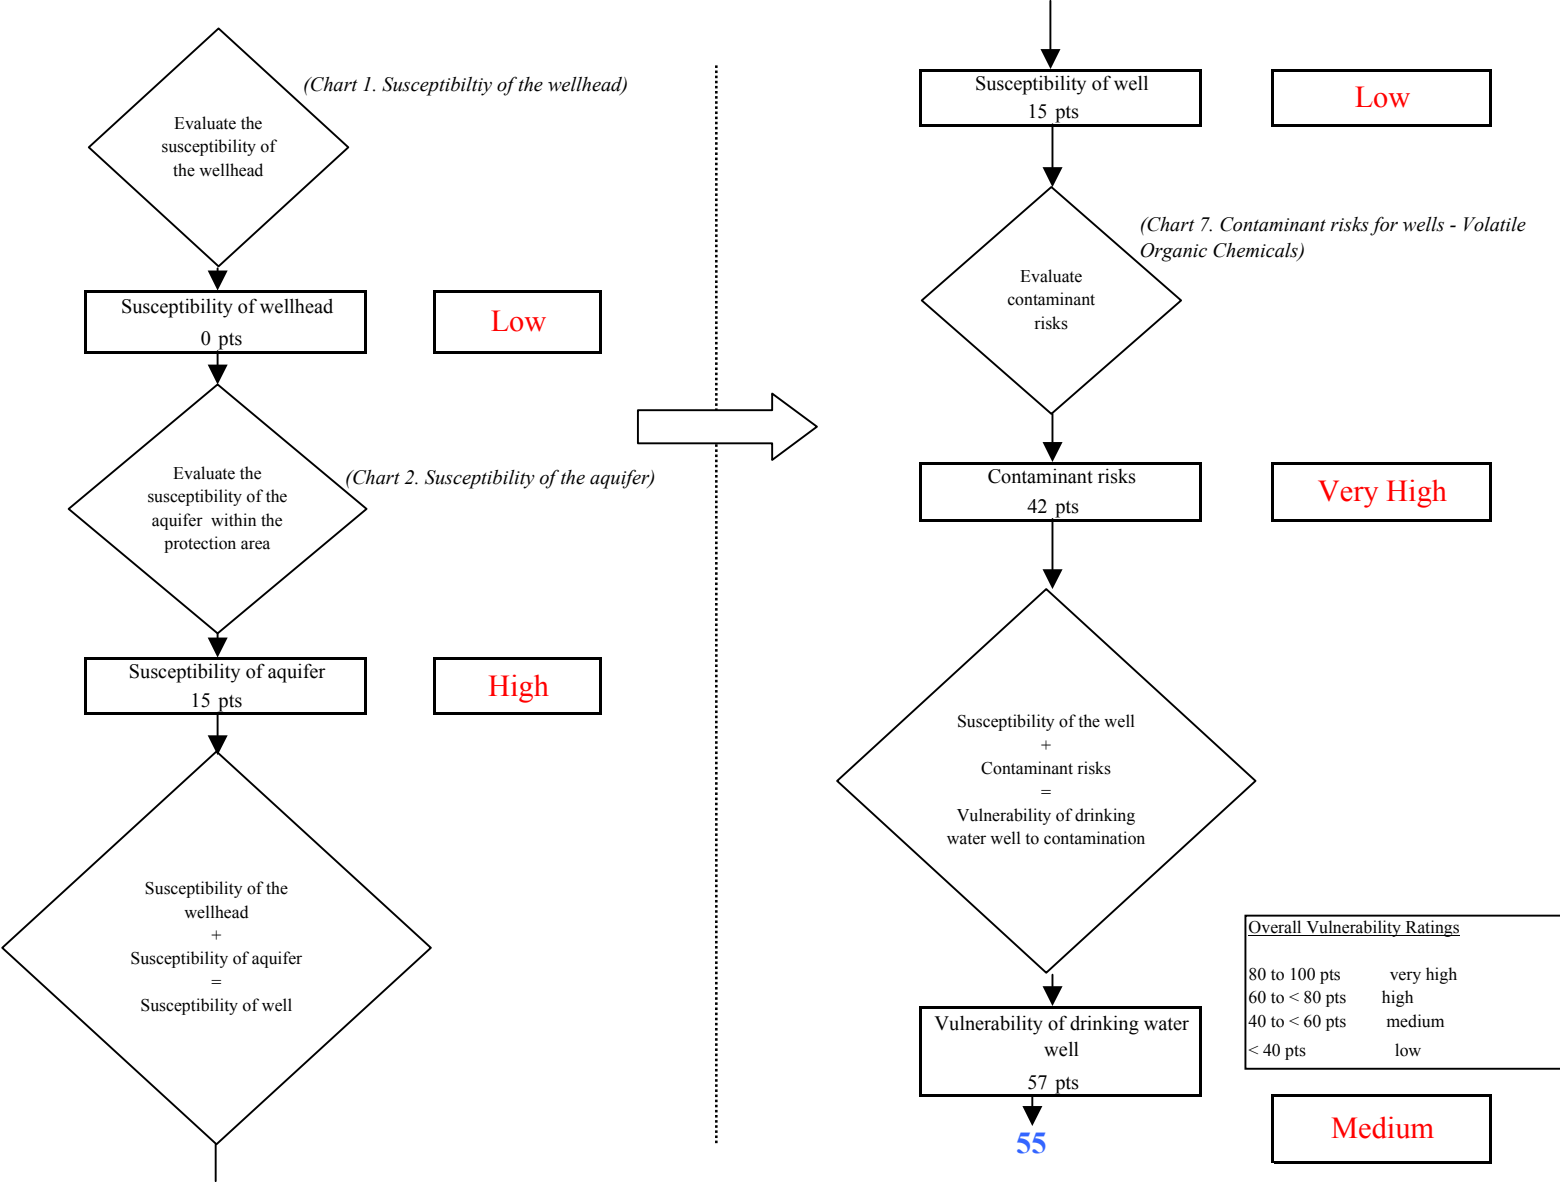 (Chart 1. Susceptibiltiy of the wellhead)
Evaluate the
susceptibility of
the wellhead
Susceptibility of wellhead
0 pts
Low
Evaluate the
susceptibility of the
aquifer within the
protection area
(Chart 2. Susceptibility of the aquifer)
Susceptibility of aquifer
15 pts
High
Susceptibility of the
wellhead
+
Susceptibility of aquifer
=
Susceptibility of well
Susceptibility of well
15 pts
Low
(Chart 7. Contaminant risks for wells - Volatile
Organic Chemicals)
Evaluate
contaminant
risks
Contaminant risks
42 pts
Very High
Susceptibility of the well
+
Contaminant risks
=
Vulnerability of drinking
water well to contamination
Overall Vulnerability Ratings
80 to 100 pts very high
60 to < 80 pts high
40 to < 60 pts medium
< 40 pts low
Vulnerability of drinking water
well
57 pts
55
Medium